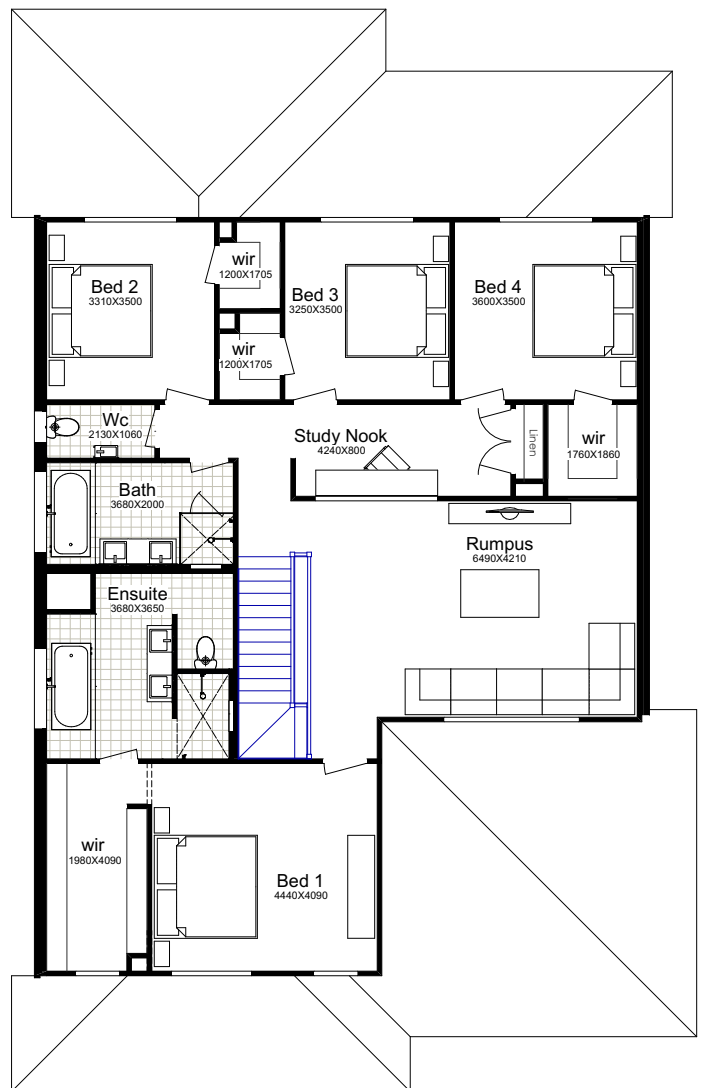 wir
1200X1705
Bed 2
3310X3500
Bed 3
3250X3500
Bed 4
3600X3500
wir
1200X1705
Wc
2130X1060
Study Nook
4240X800
Linen
wir
1760X1860
Bath
3680X2000
Rumpus
6490X4210
Ensuite
3680X3650
wir
1980X4090
Bed 1
4440X4090